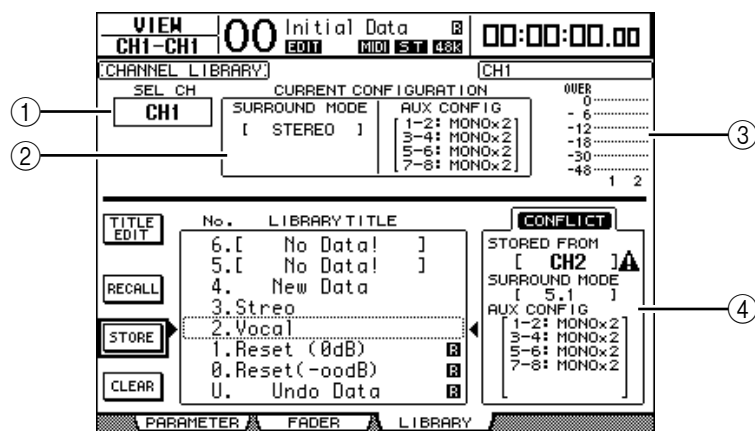 VIEW
CH1-CH1
00
Initial Data
R
EDIT
MIDI
ST
48k
00:00:00.00
CHANNEL LIBRARY
CH1
SEL CH
CH1
CURRENT CONFIGURATION
SURROUND MODE
[ STEREO ]
AUX CONFIG
1-2: MONOx2
3-4: MONOx2
5-6: MONOx2
7-8: MONOx2
OVER
0
- 6
-12
-18
-30
-48
1 2
1
2
3
4
TITLE EDIT
RECALL
STORE
CLEAR
No. LIBRARY TITLE
6.[ No Data! ]
5.[ No Data! ]
4. New Data
3.Streo
2.Vocal
1.Reset (0dB) R
0.Reset(-oodB) R
U. Undo Data R
CONFLICT
STORED FROM
[ CH2 ]
SURROUND MODE
[ 5.1 ]
AUX CONFIG
1-2: MONOx2
3-4: MONOx2
5-6: MONOx2
7-8: MONOx2
PARAMETER
FADER
LIBRARY